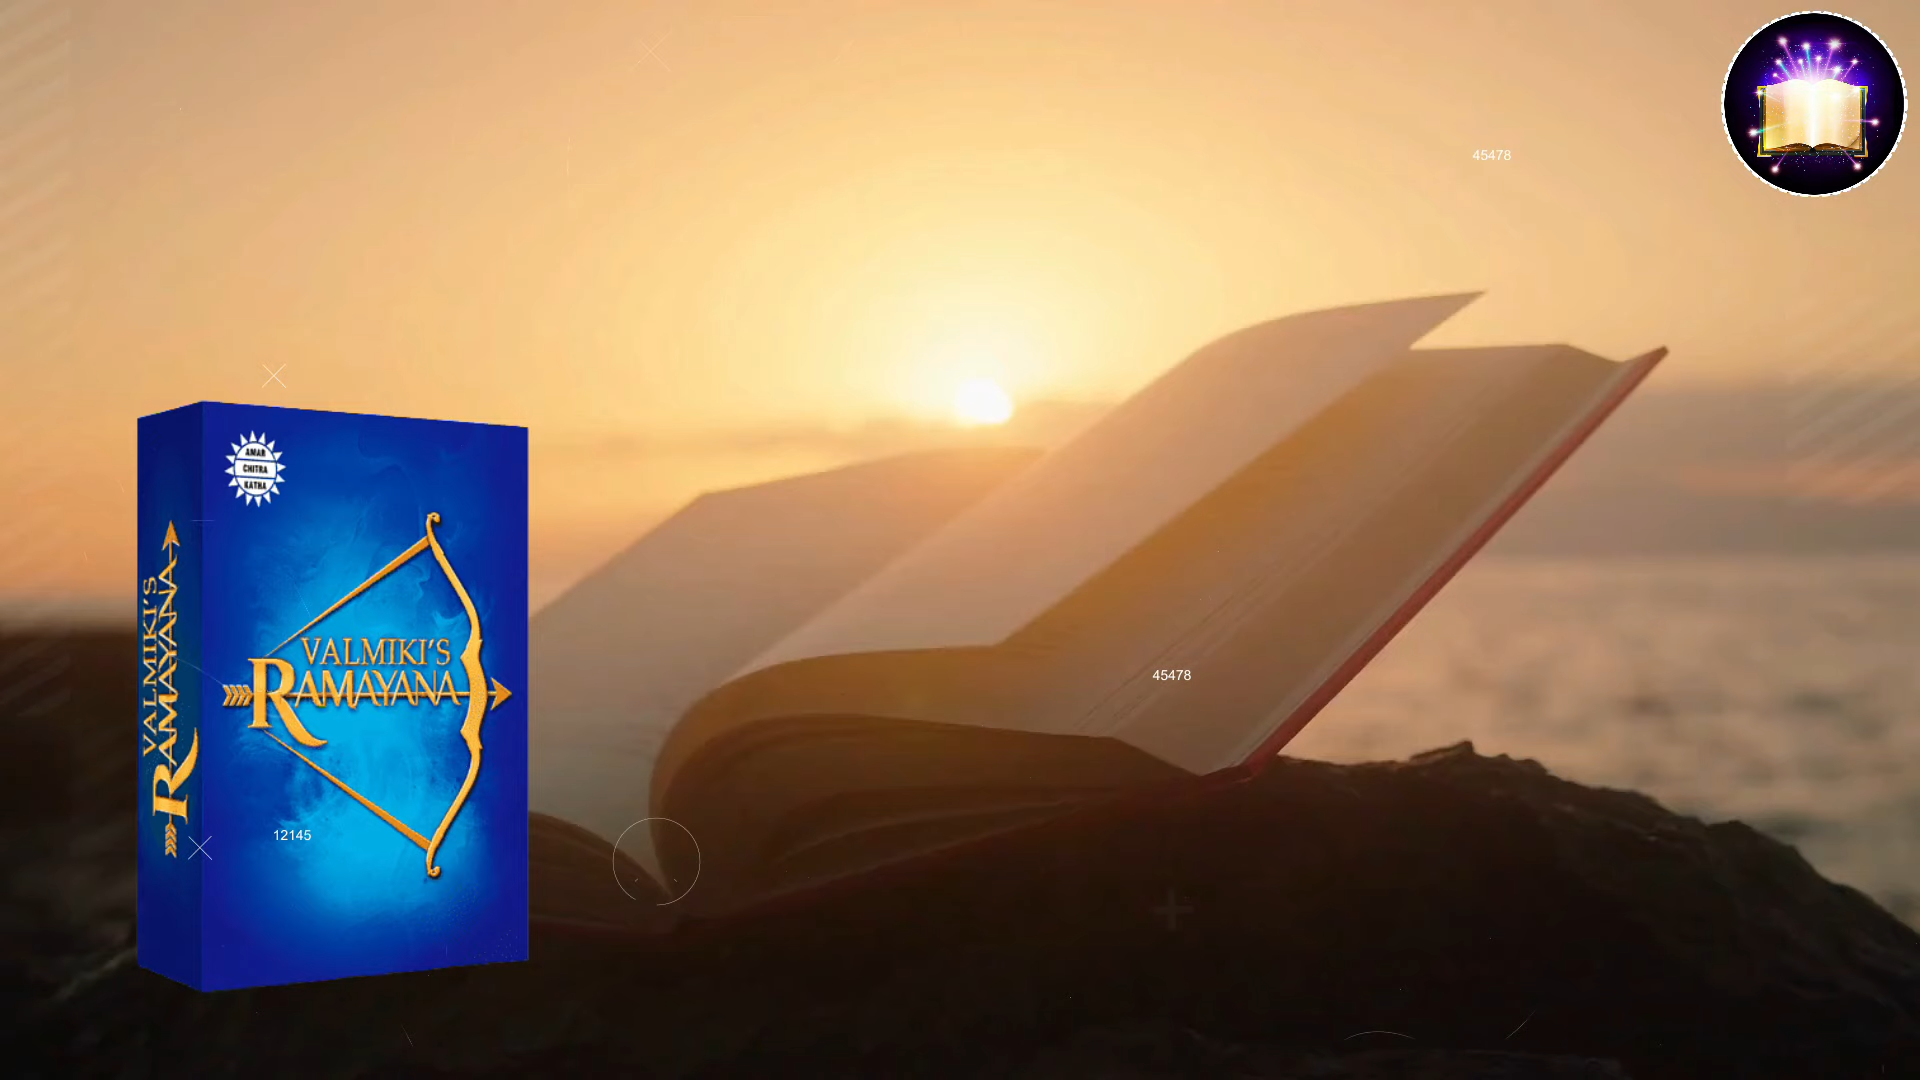 45478
AMAR
CHITRA
KATHA
VALMIKI'S
RAMAYANA
VALMIKI'S
RAMAYANA
45478
12145